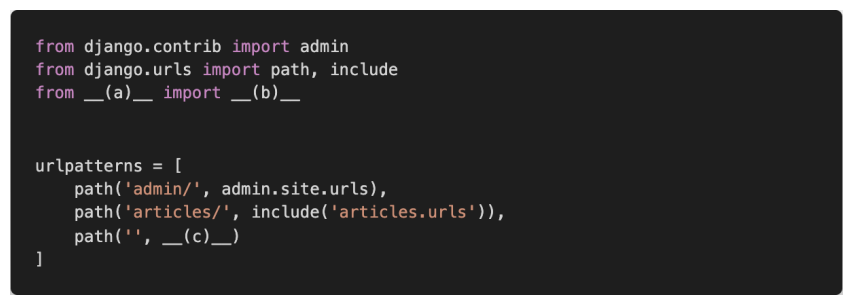 from django.contrib import admin
from django.urls import path, include
from __(a)__ import __(b)__
urlpatterns = [
    path('admin/', admin.site.urls),
    path('articles/', include('articles.urls')),
    path('', __(c)__)
]